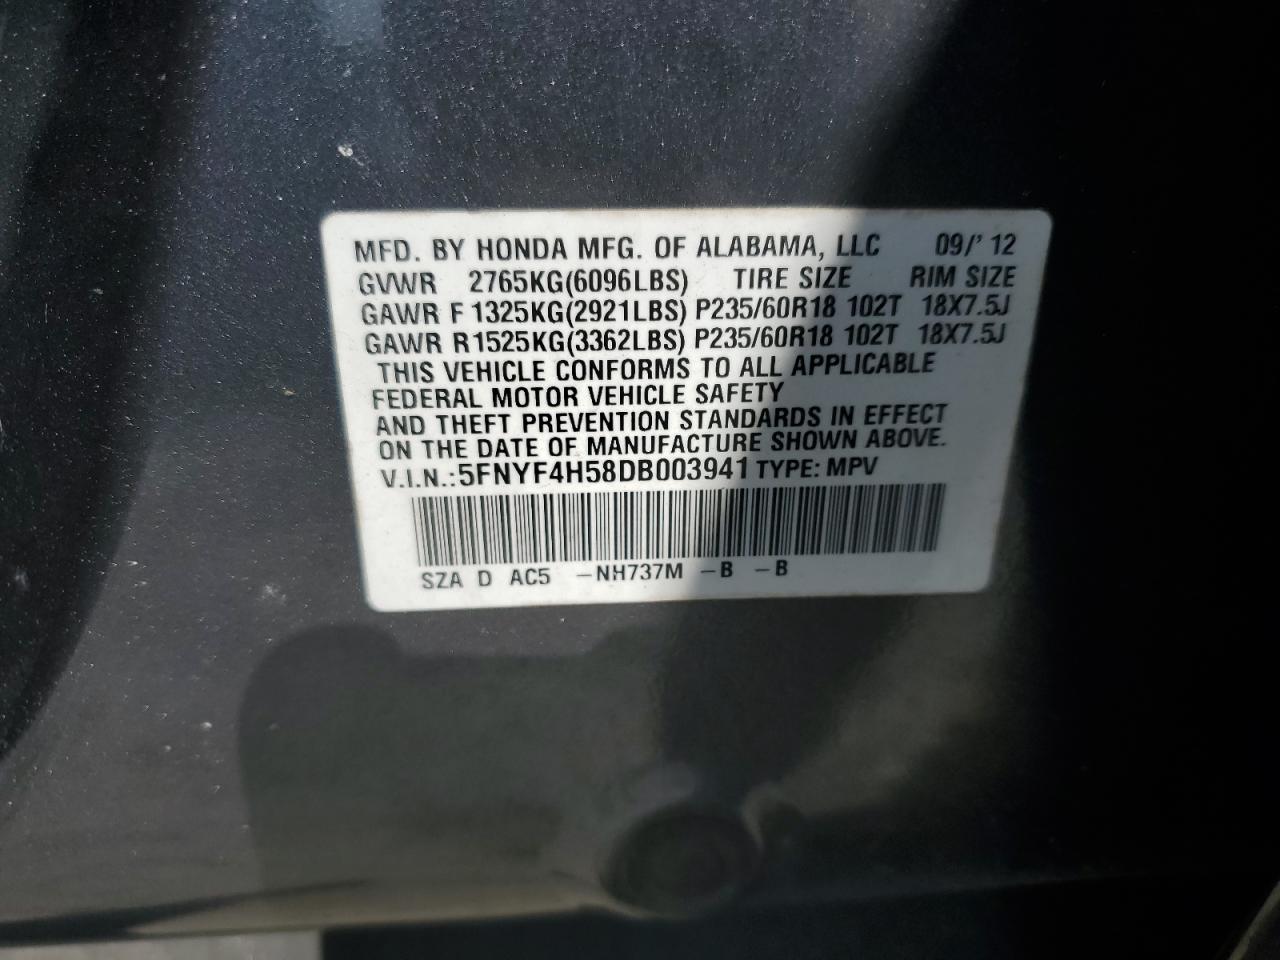 MFD. BY HONDA MFG. OF ALABAMA, LLC 09/' 12
GVWR 2765KG(6096LBS) TIRE SIZE RIM SIZE
GAWR F 1325KG(2921LBS) P235/60R18 102T 18X7.5J
GAWR R 1525KG(3362LBS) P235/60R18 102T 18X7.5J
THIS VEHICLE CONFORMS TO ALL APPLICABLE
FEDERAL MOTOR VEHICLE SAFETY
AND THEFT PREVENTION STANDARDS IN EFFECT
ON THE DATE OF MANUFACTURE SHOWN ABOVE.
V.I.N.: 5FNYF4H58DB003941 TYPE: MPV
SZA D AC5 -NH737M -B -B